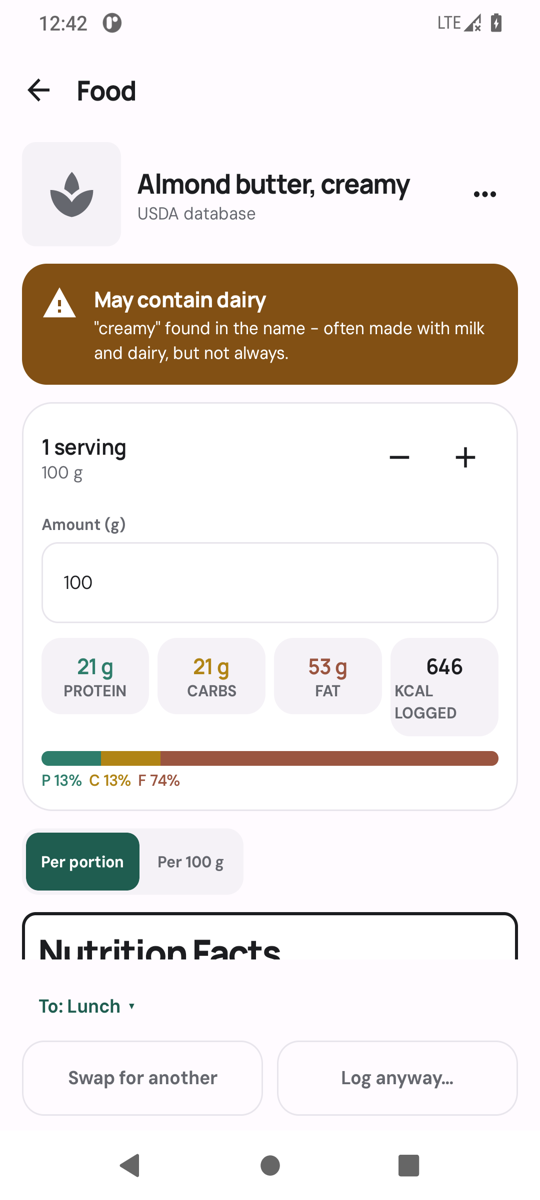 12:42
LTE
Food
Almond butter, creamy
USDA database
May contain dairy
"creamy" found in the name – often made with milk
and dairy, but not always.
1 serving
100 g
Amount (g)
100
21 g
PROTEIN
21 g
CARBS
53 g
FAT
646
KCAL
LOGGED
P 13% C 13% F 74%
Per portion
Per 100 g
Nutrition Facts
To: Lunch
Swap for another
Log anyway...